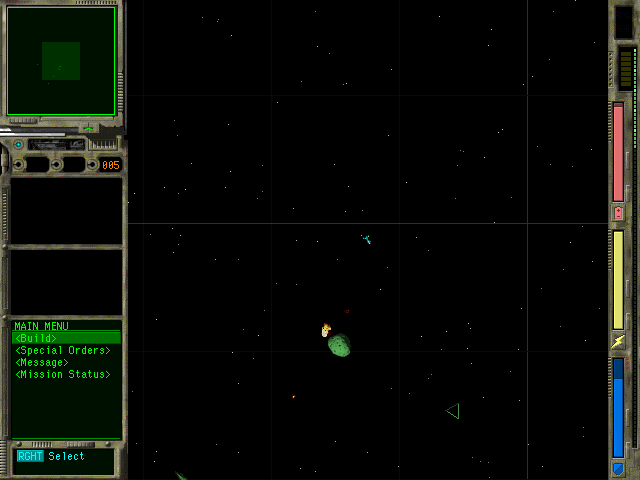 005
MAIN MENU
<Build>
<Special Orders>
<Message>
<Mission Status>
RGHT Select